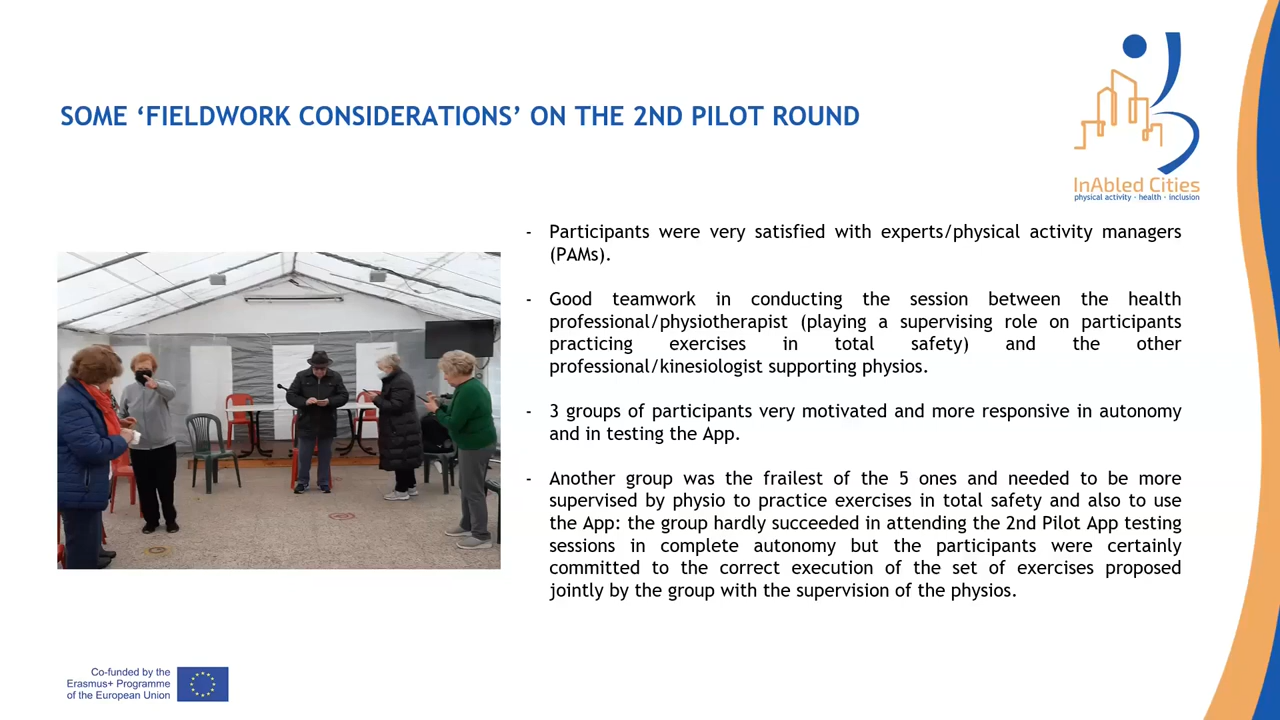 SOME ‘FIELDWORK CONSIDERATIONS’ ON THE 2ND PILOT ROUND
InAbled Cities
physical activity - health - inclusion
- Participants were very satisfied with experts/physical activity managers
(PAMs).
- Good teamwork in conducting the session between the health
professional/physiotherapist (playing a supervising role on participants
practicing exercises in total safety) and the other
professional/kinesiologist supporting physios.
- 3 groups of participants very motivated and more responsive in autonomy
and in testing the App.
- Another group was the frailest of the 5 ones and needed to be more
supervised by physio to practice exercises in total safety and also to use
the App: the group hardly succeeded in attending the 2nd Pilot App testing
sessions in complete autonomy but the participants were certainly
committed to the correct execution of the set of exercises proposed
jointly by the group with the supervision of the physios.
Co-funded by the
Erasmus+ Programme
of the European Union